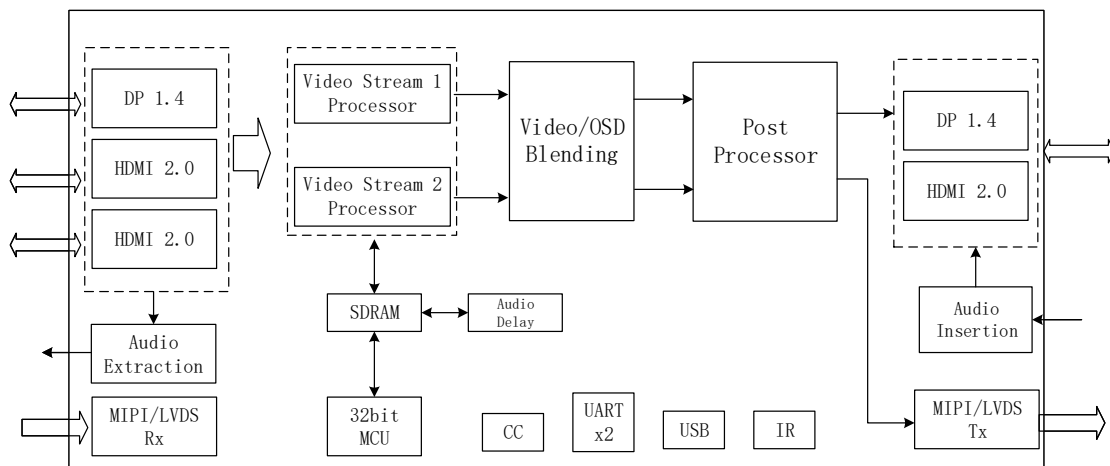 DP 1.4
HDMI 2.0
HDMI 2.0
Audio
Extraction
MIPI/LVDS
Rx
Video Stream 1
Processor
Video Stream 2
Processor
SDRAM
Audio
Delay
32bit
MCU
Video/OSD
Blending
Post
Processor
CC
UART
x2
USB
IR
DP 1.4
HDMI 2.0
Audio
Insertion
MIPI/LVDS
Tx